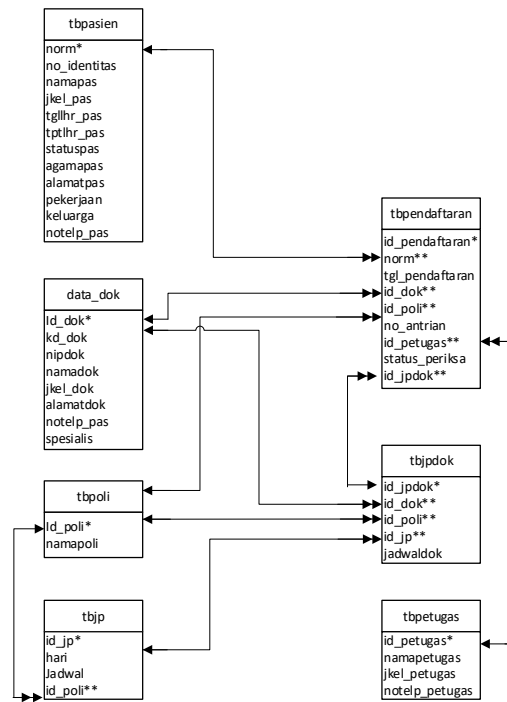 tbpasien
norm*
no_identitas
namapas
jkel_pas
tgllhr_pas
tptlhr_pas
statuspas
agamapas
alamatpas
pekerjaan
keluarga
notelp_pas
data_dok
Id_dok*
kd_dok
nipdok
namadok
jkel_dok
alamatdok
notelp_pas
spesialis
tbpoli
Id_poli*
namapoli
tbjp
id_jp*
hari
Jadwal
id_poli**
tbpendaftaran
id_pendaftaran*
norm**
tgl_pendaftaran
id_dok**
id_poli**
no_antrian
id_petugas**
status_periksa
id_jpdok**
tbjpdok
id_jpdok*
id_dok**
id_poli**
id_jp**
jadwaldok
tbpetugas
id_petugas*
namapetugas
jkel_petugas
notelp_petugas